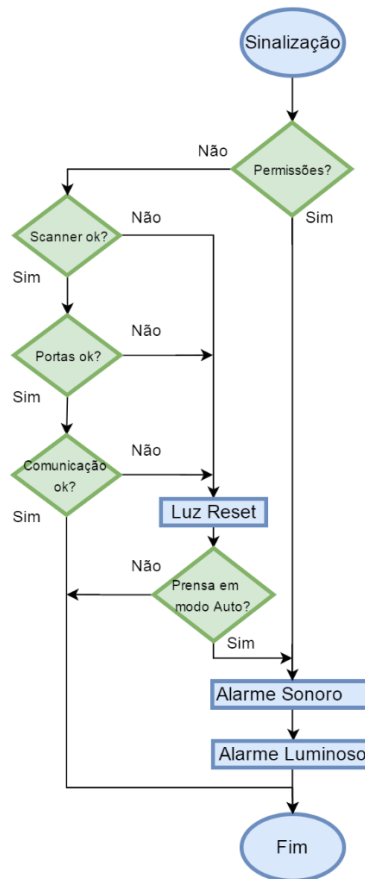 Sinalização
Não
Permissões?
Não
Sim
Scanner ok?
Sim
Não
Portas ok?
Sim
Não
Comunicação
ok?
Sim
Luz Reset
Não
Prensa em
modo Auto?
Sim
Alarme Sonoro
Alarme Luminoso
Fim